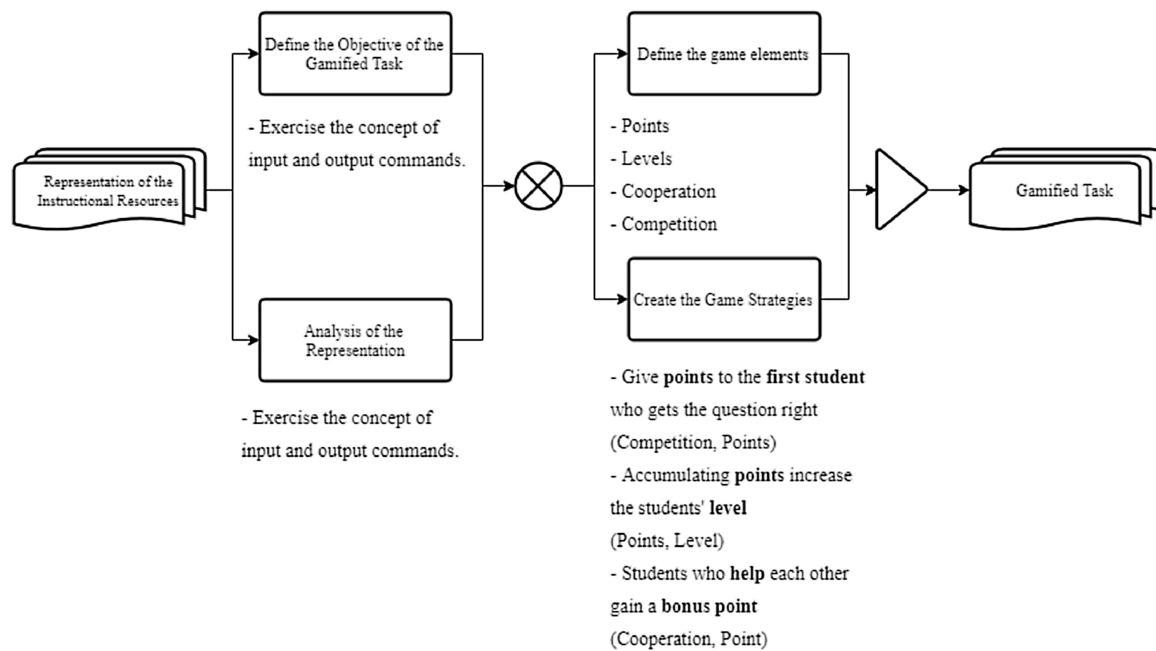 Representation of the
Instructional Resources
Define the Objective of the
Gamified Task
- Exercise the concept of
input and output commands.
Analysis of the
Representation
- Exercise the concept of
input and output commands.
Define the game elements
- Points
- Levels
- Cooperation
- Competition
Create the Game Strategies
- Give points to the first student
who gets the question right
(Competition, Points)
- Accumulating points increase
the students' level
(Points, Level)
- Students who help each other
gain a bonus point
(Cooperation, Point)
Gamified Task